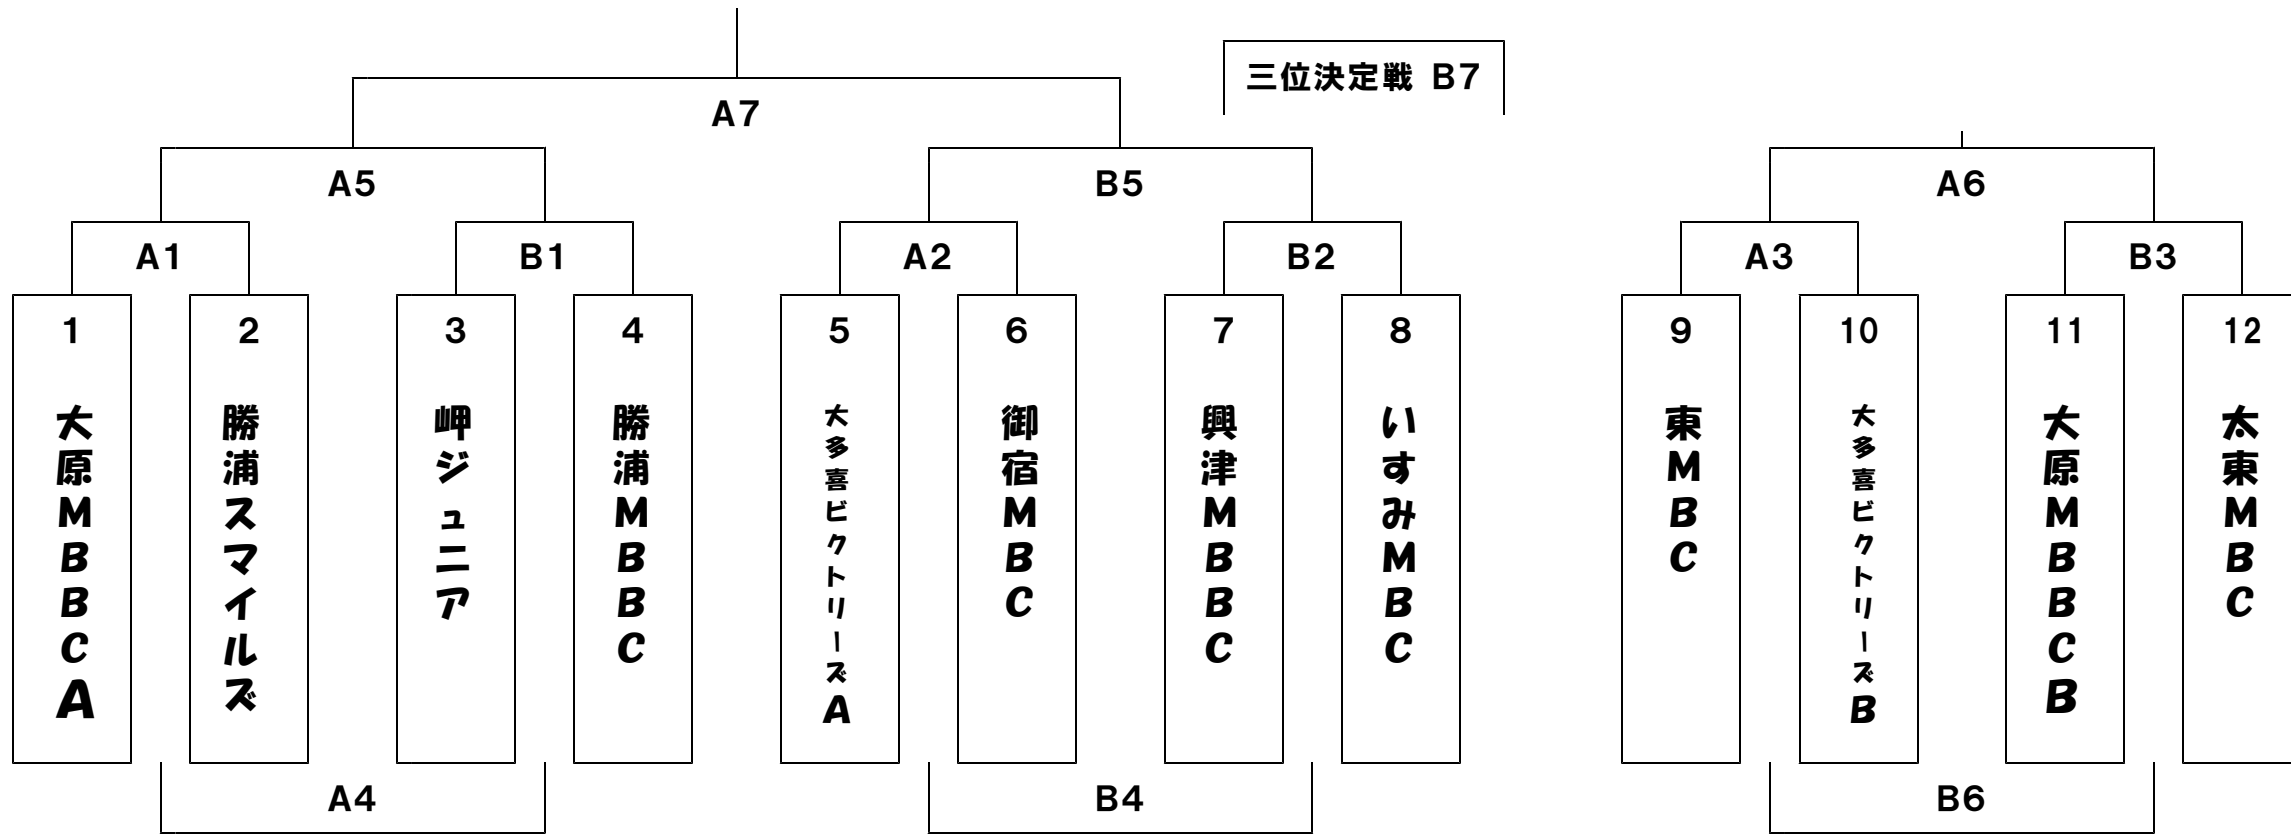 三位決定戦 B7
A7
A5
B5
A6
A1
B1
A2
B2
A3
B3
1
2
3
4
5
6
7
8
9
10
11
12
大原MBBCA
勝浦スマイルズ
岬ジュニア
勝浦MBBC
大多喜ビクトリーズA
御宿MBC
興津MBBC
いすみMBC
東MBC
大多喜ビクトリーズB
大原MBBCB
太東MBC
A4
B4
B6